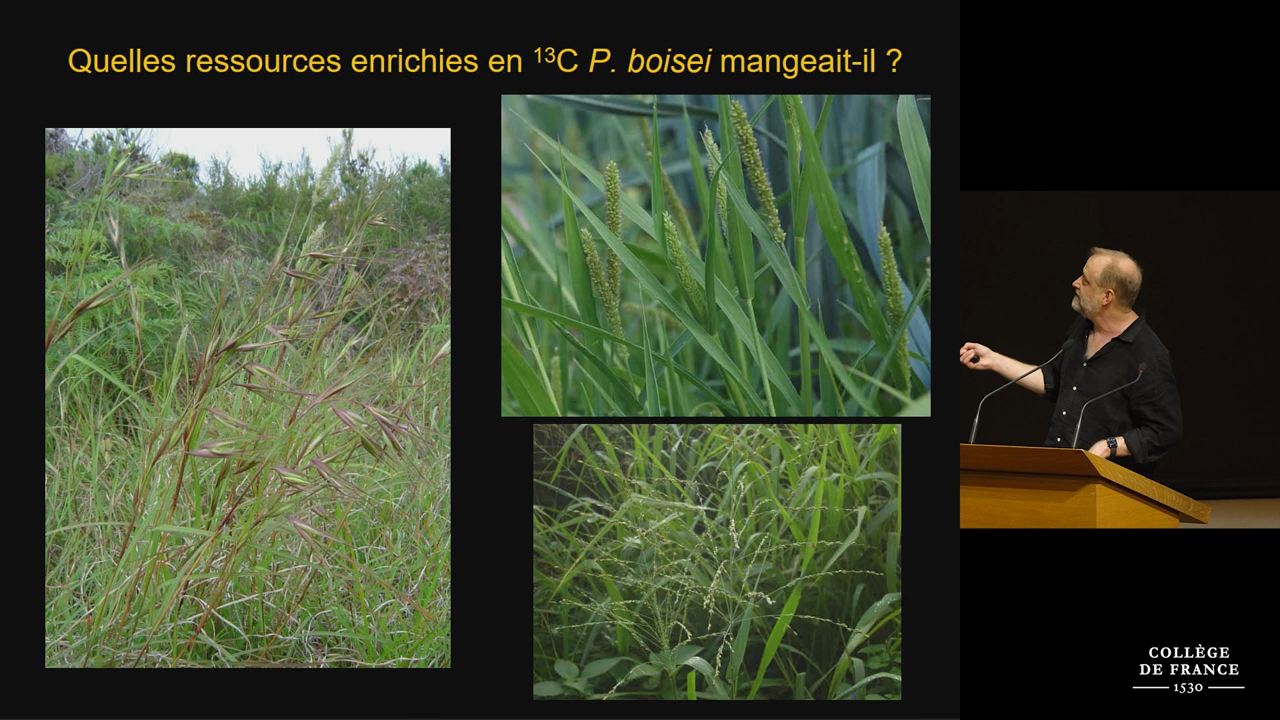 Quelles ressources enrichies en ¹³C P. boisei mangeait-il ?
COLLÈGE
DE FRANCE
1530